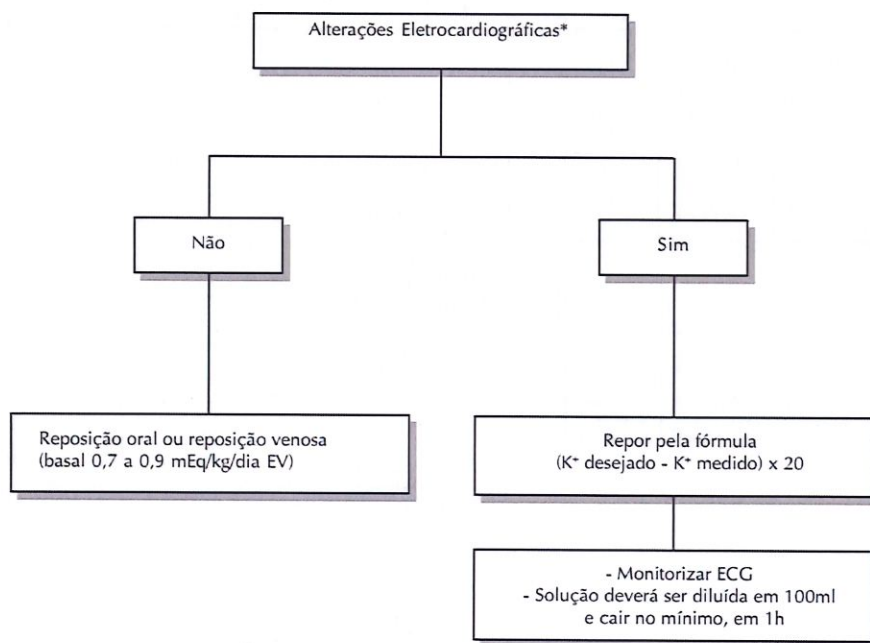 Alterações Eletrocardiográficas*
Não
Sim
Reposição oral ou reposição venosa
(basal 0,7 a 0,9 mEq/kg/dia EV)
Repor pela fórmula
(K⁺ desejado - K⁺ medido) x 20
- Monitorizar ECG
- Solução deverá ser diluída em 100ml
e cair no mínimo, em 1h